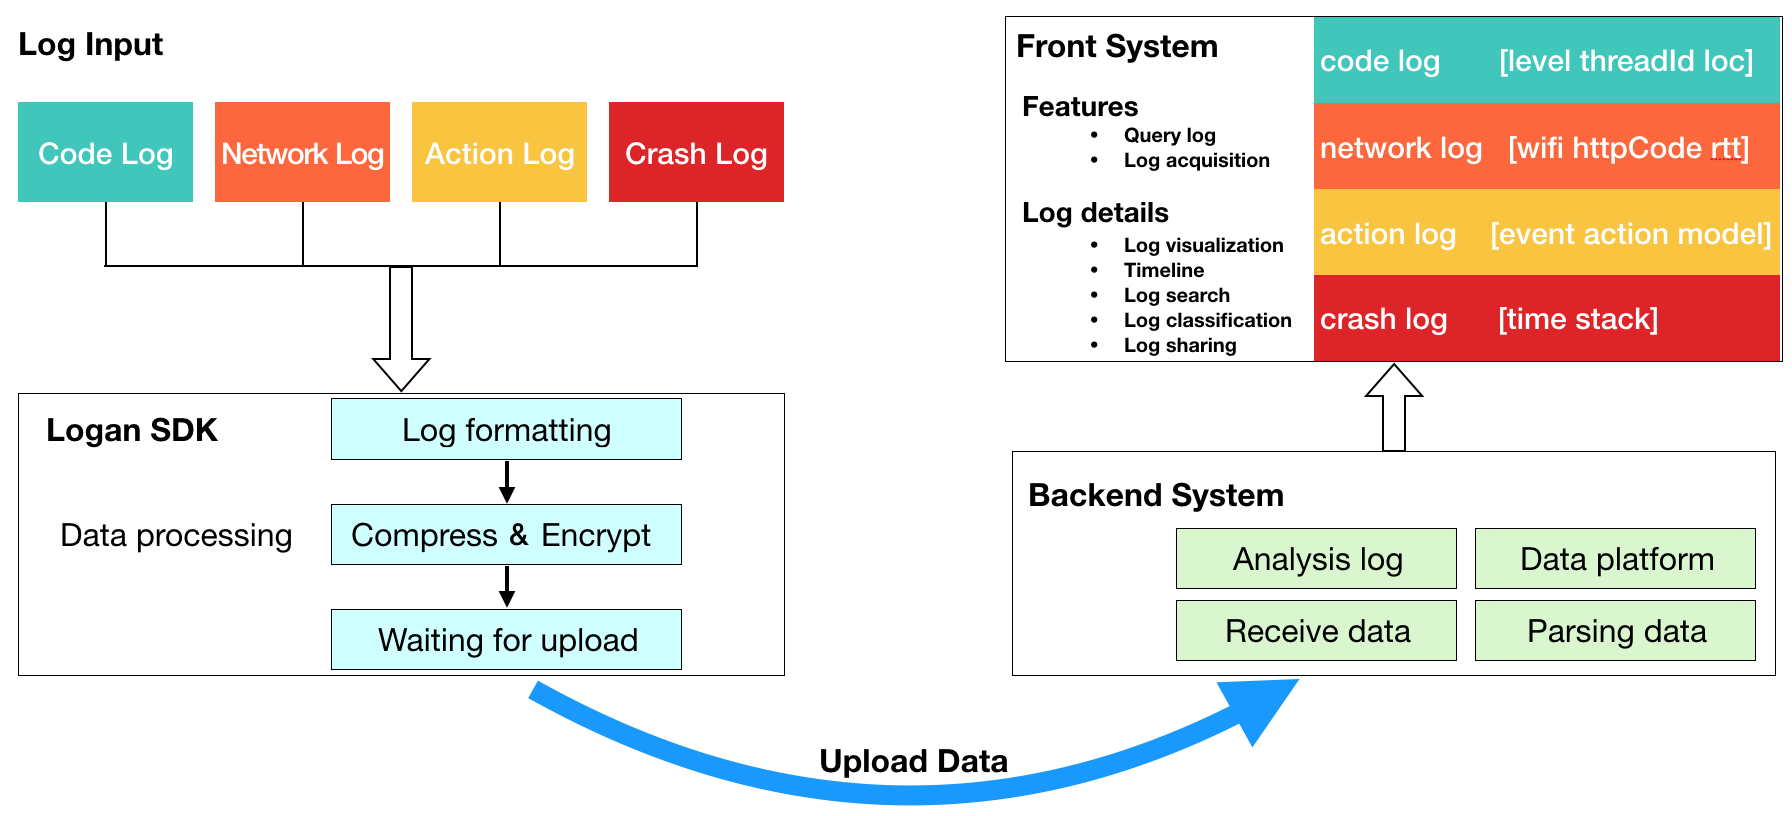 Log Input
Code Log
Network Log
Action Log
Crash Log
Logan SDK
Data processing
Log formatting
Compress & Encrypt
Waiting for upload
Upload Data
Backend System
Analysis log
Data platform
Receive data
Parsing data
Front System
Features
• Query log
• Log acquisition
Log details
• Log visualization
• Timeline
• Log search
• Log classification
• Log sharing
code log [level threadId loc]
network log [wifi httpCode rtt]
action log [event action model]
crash log [time stack]